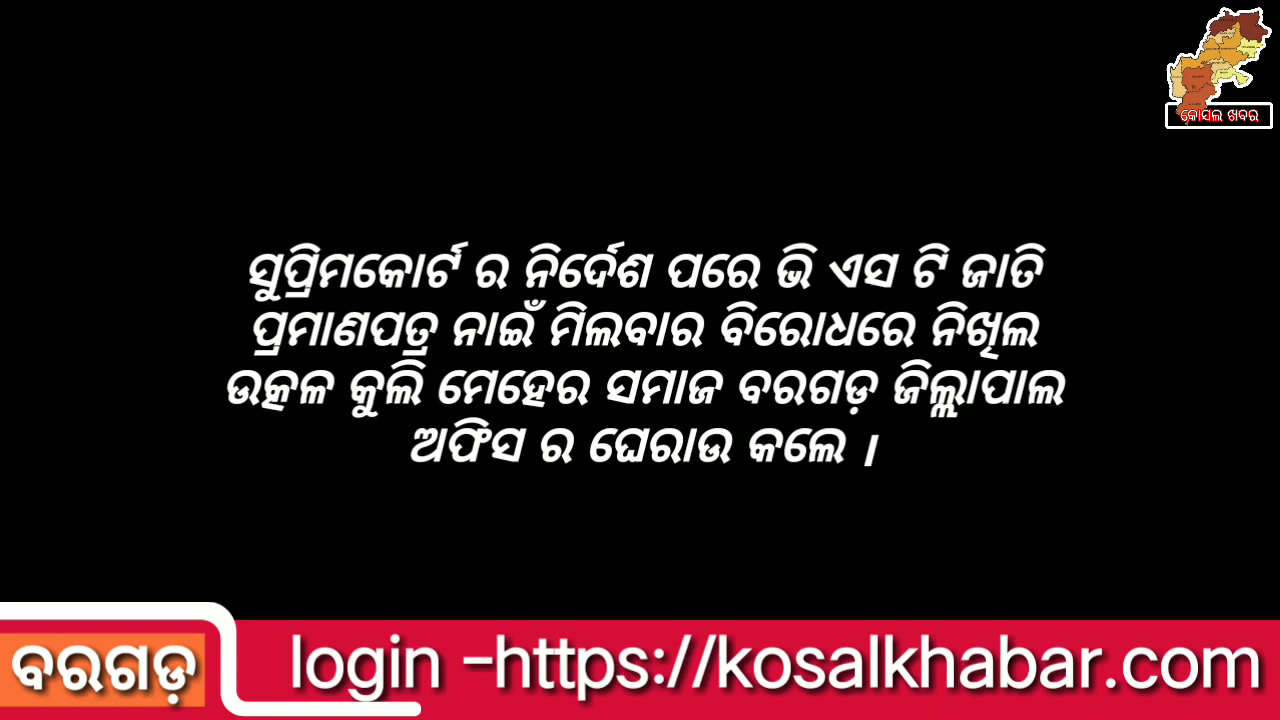 କୋସଲ ଖବର
ସୁପ୍ରିମକୋର୍ଟ ର ନିର୍ଦେଶ ପରେ ଭି ଏସ ଟି ଜାତି
ପ୍ରମାଣପତ୍ର ନାଇଁ ମିଲବାର ବିରୋଧରେ ନିଖିଲ
ଉତ୍କଳ କୁଲି ମେହେର ସମାଜ ବରଗଡ଼ ଜିଲ୍ଲାପାଲ
ଅଫିସ ର ଘେରାଉ କଲେ ।
ବରଗଡ଼
login -https://kosalkhabar.com